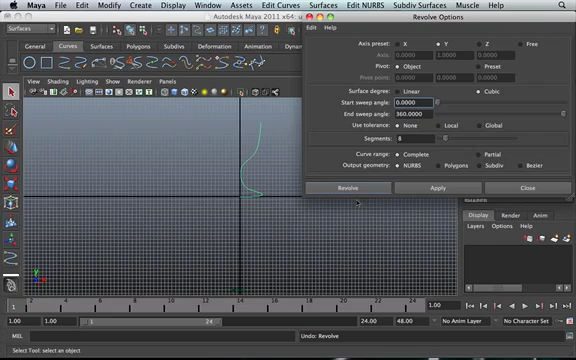 Maya File Edit Modify Create Display Window Assets Surfaces Edit NURBS Subdiv Surfaces Muscle
Autodesk Maya 2011 x64: u
Revolve Options
Edit Help
Surfaces
General Curves Surfaces Polygons Subdivs
View Shading Lighting Show Renderer Panels
Axis preset: X Y Z Free
Axis: 0.0000 1.0000 0.0000
Pivot: Object Preset
Pivot point: 0.0000 0.0000 0.0000
Surface degree: Linear Cubic
Start sweep angle: 0.0000
End sweep angle: 360.0000
Use tolerance: None Local Global
Segments: 8
Curve range: Complete Partial
Output geometry: NURBS Polygons Subdiv Bezier
Revolve Apply Close
Display Render Anim
Layers Options Help
y
x
1 2 4 6 8 10 12 14 16 18 20 22 24 1.00
1.00 1.00 1 24 24.00 48.00 No Anim Layer No Character Set
MEL Undo: Revolve
Select Tool: select an object